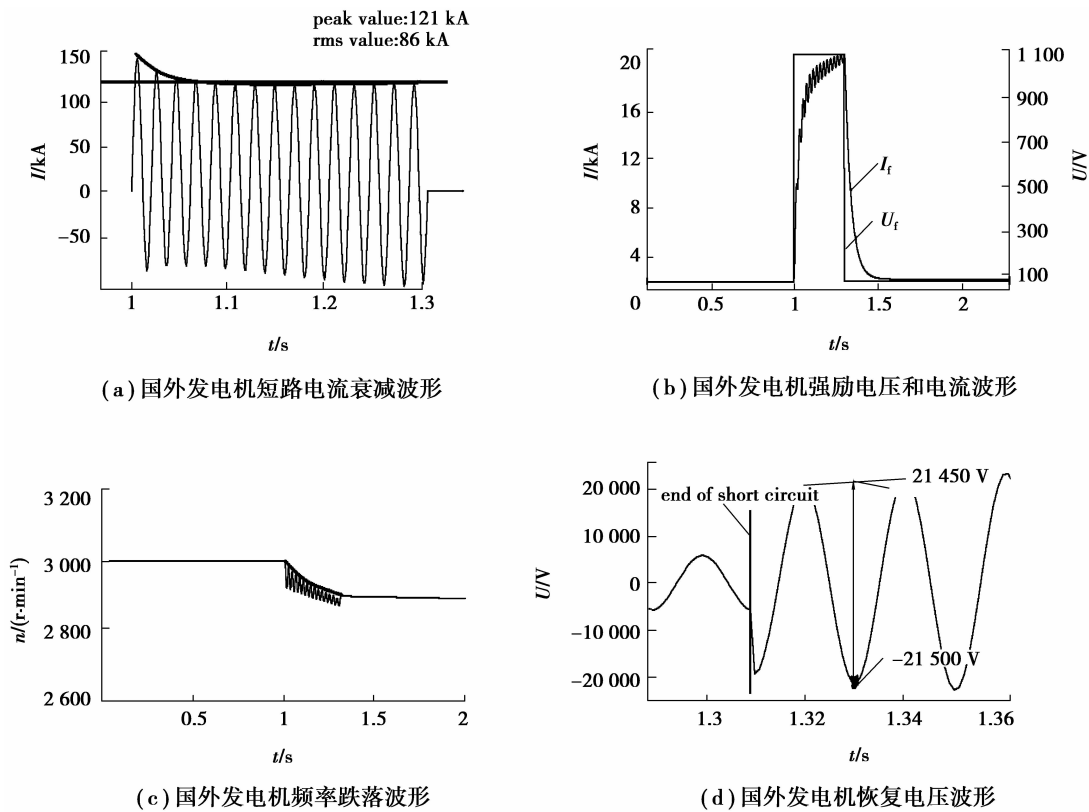 peak value:121 kA
rms value:86 kA
150
100
50
0
−50
I/kA
1
1.1
1.2
1.3
t/s
(a)国外发电机短路电流衰减波形
20
16
12
8
4
0
I/kA
1 100
900
700
500
300
100
U/V
I_f
U_f
0.5
1
1.5
2
t/s
(b)国外发电机强励电压和电流波形
3 200
3 000
2 800
2 600
n/(r·min⁻¹)
0.5
1
1.5
2
t/s
(c)国外发电机频率跌落波形
20 000
10 000
0
−10 000
−20 000
U/V
end of short circuit
21 450 V
−21 500 V
1.3
1.32
1.34
1.36
t/s
(d)国外发电机恢复电压波形